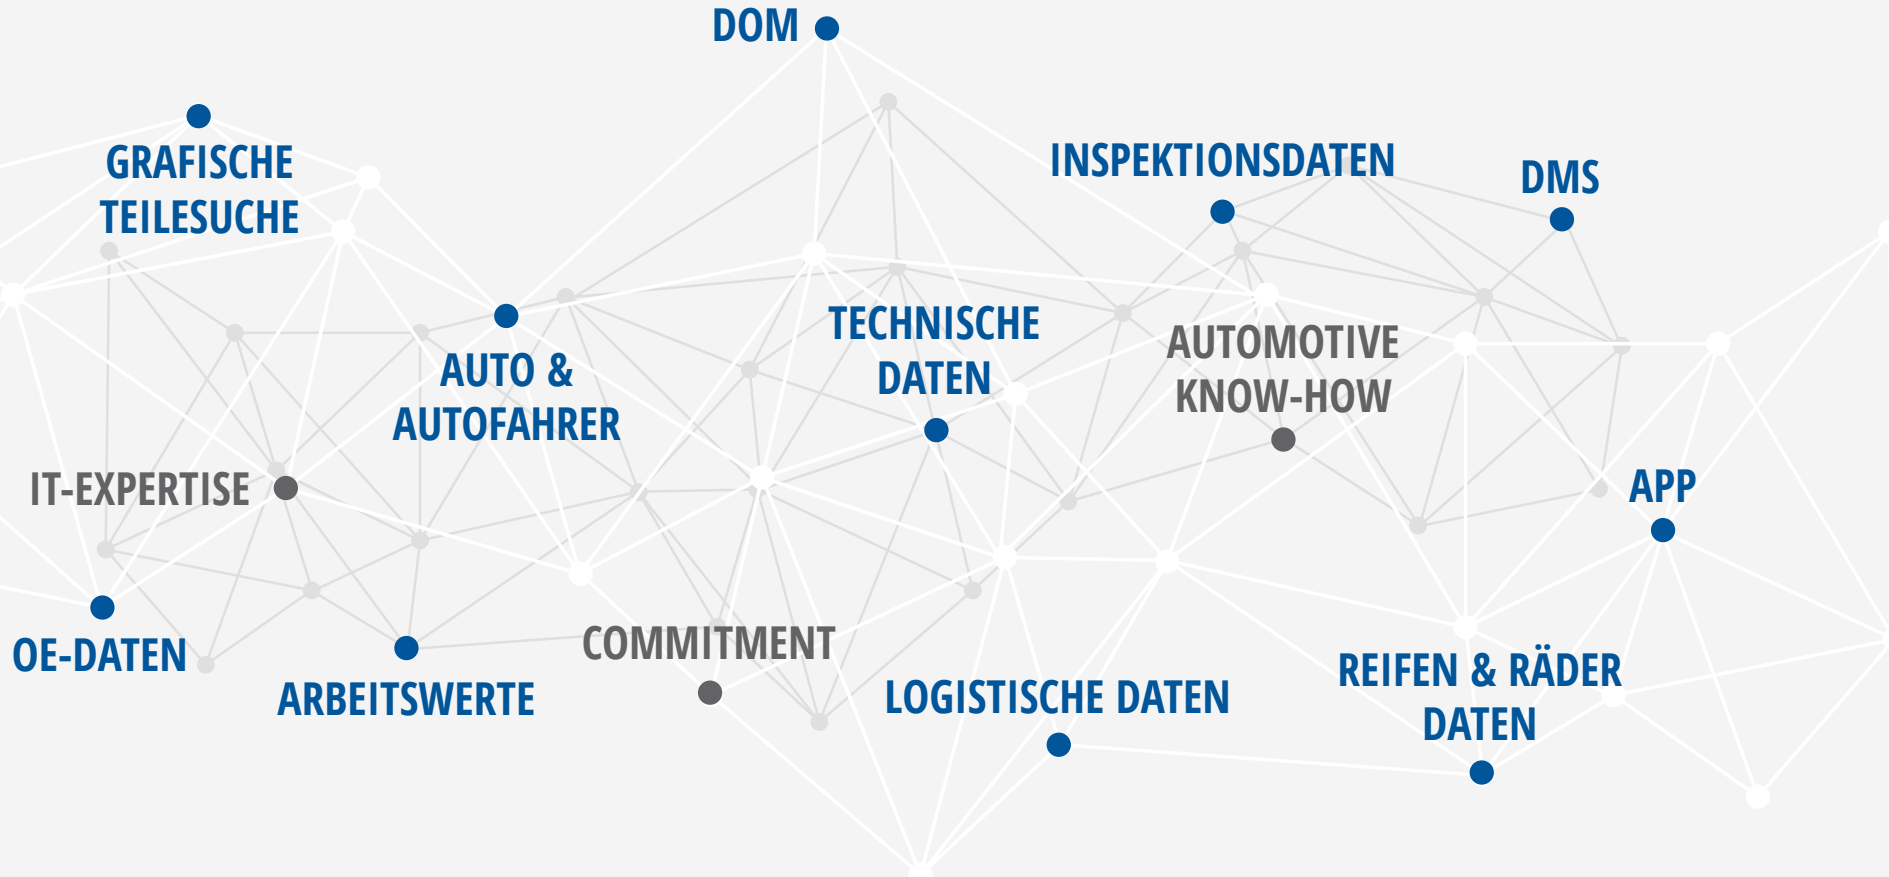 DOM
GRAFISCHE
TEILESUCHE
INSPEKTIONSDATEN
DMS
AUTO &
AUTOFAHRER
TECHNISCHE
DATEN
AUTOMOTIVE
KNOW-HOW
IT-EXPERTISE
APP
OE-DATEN
ARBEITSWERTE
COMMITMENT
LOGISTISCHE DATEN
REIFEN & RÄDER
DATEN